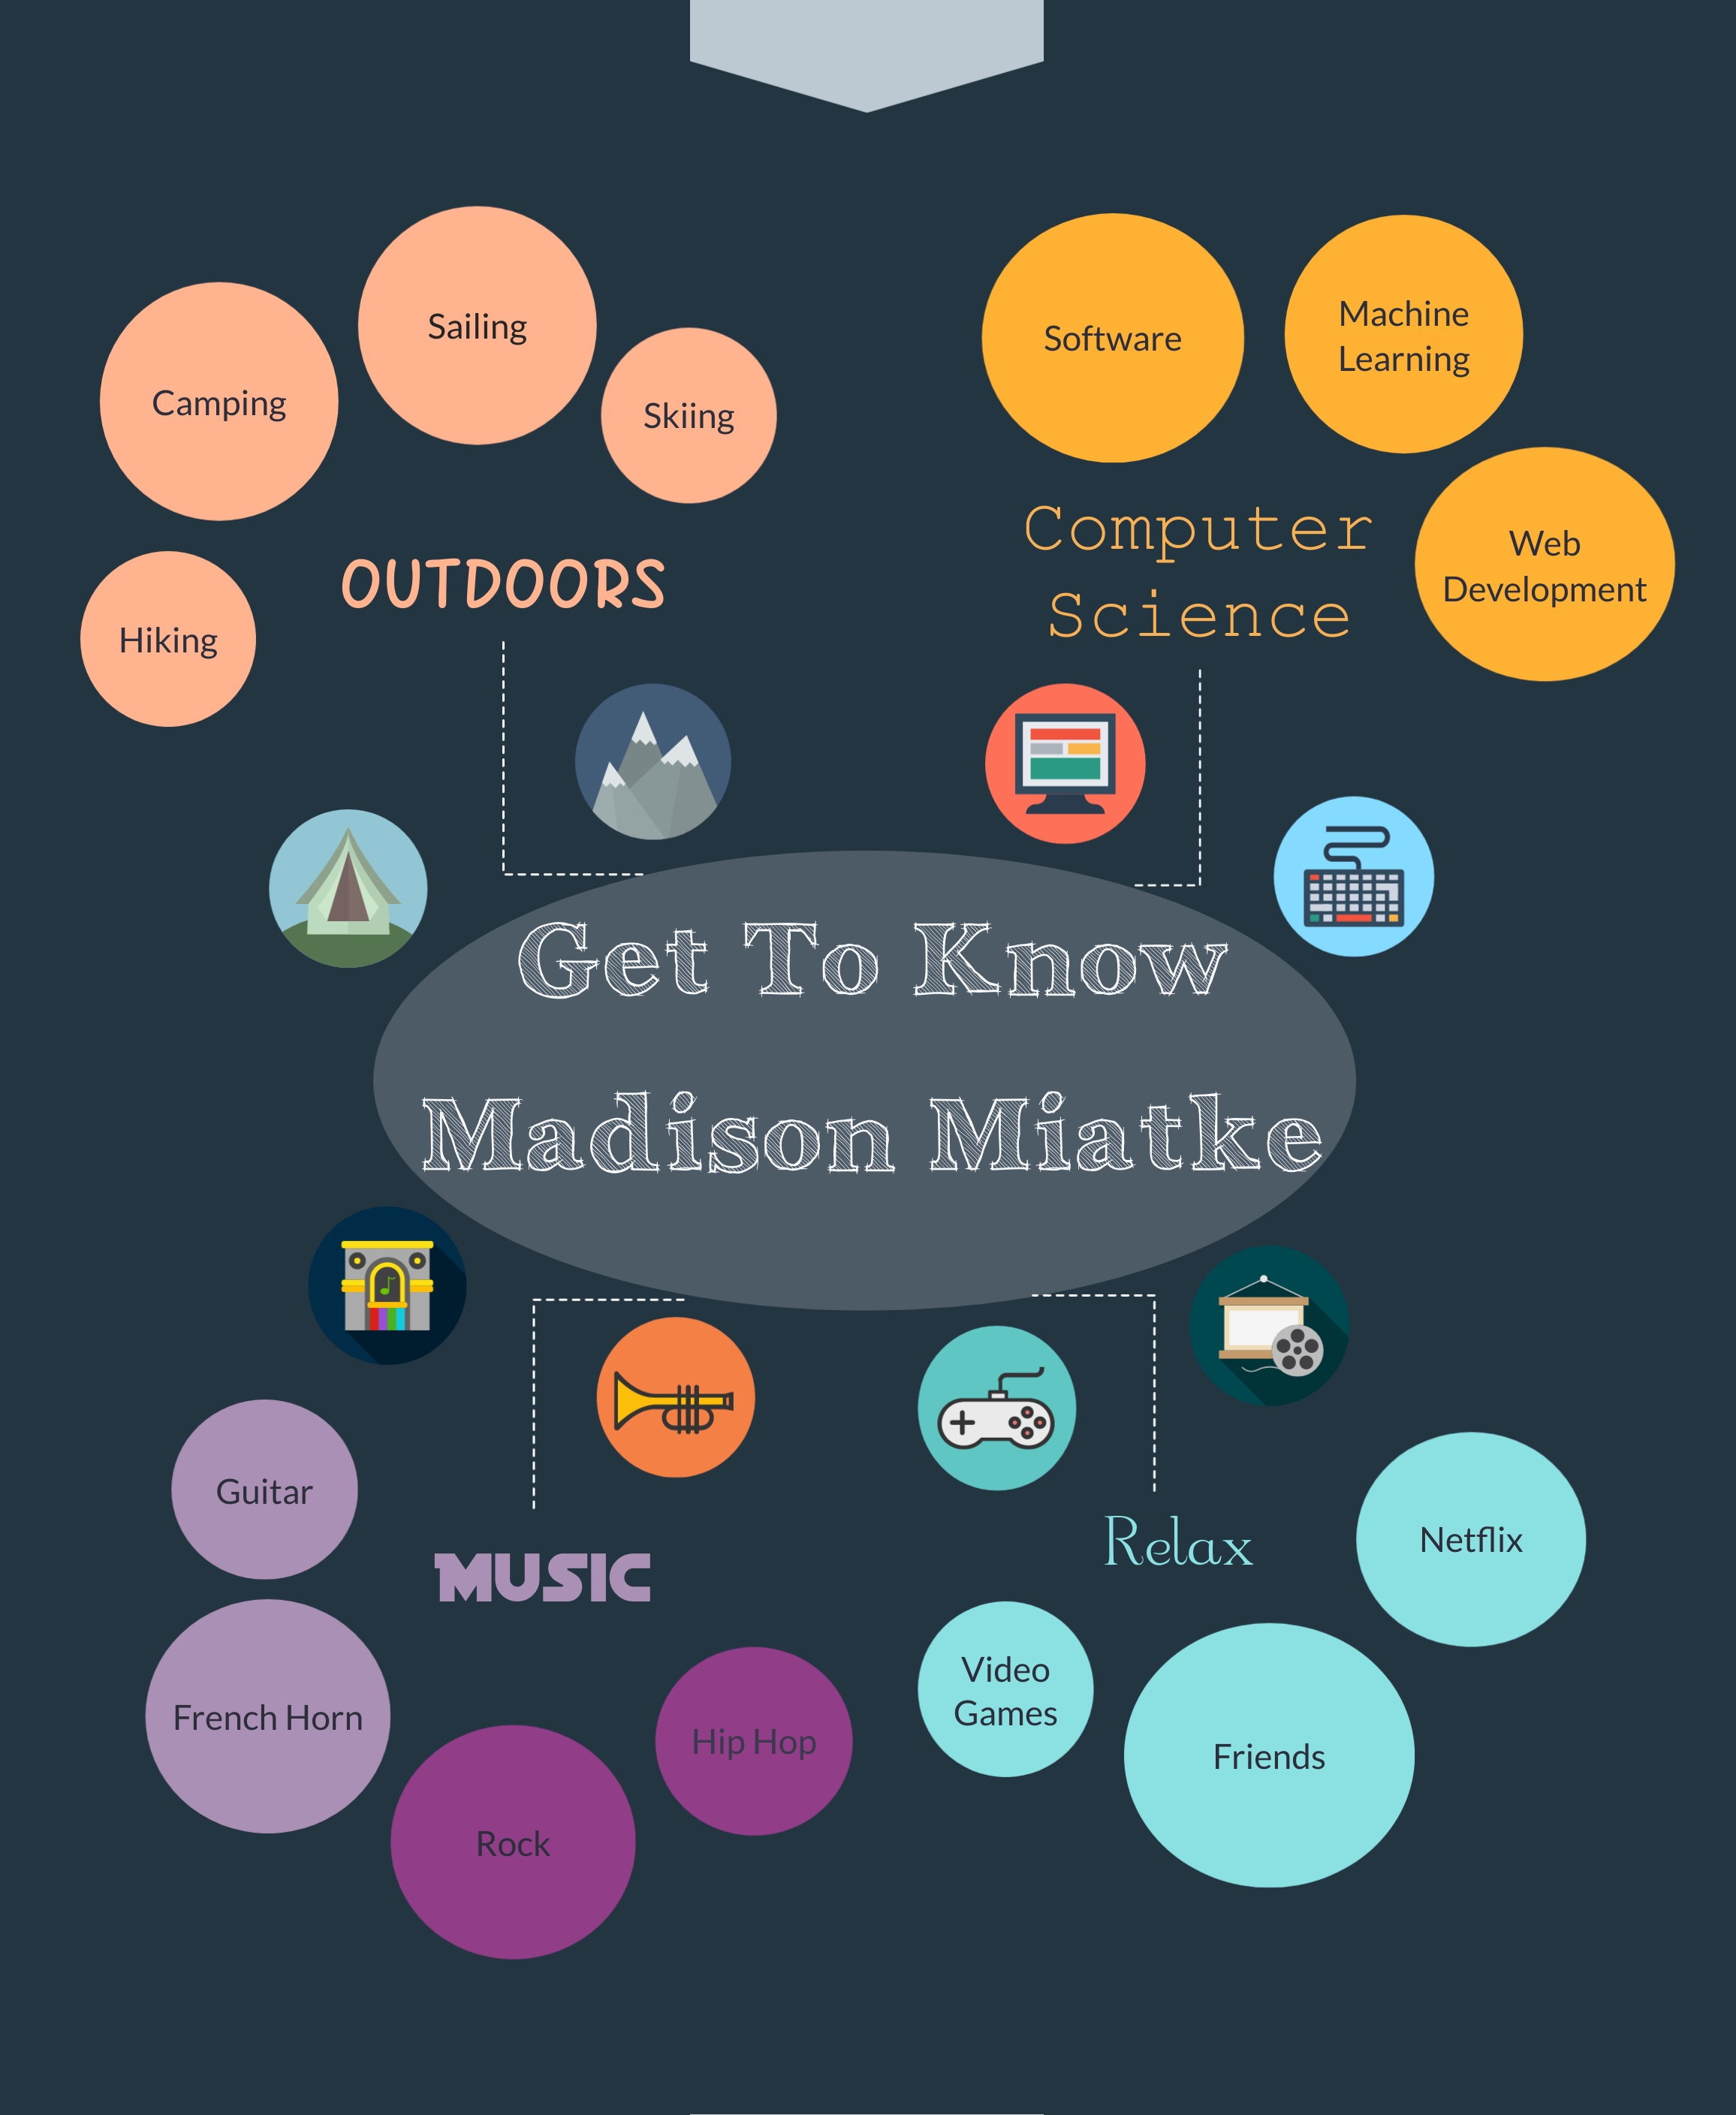 Sailing
Camping
Skiing
Hiking
OUTDOORS
Software
Machine
Learning
Web
Development
Computer
Science
Get To Know
Madison Miatke
Guitar
MUSIC
French Horn
Rock
Hip Hop
Relax
Netflix
Video
Games
Friends